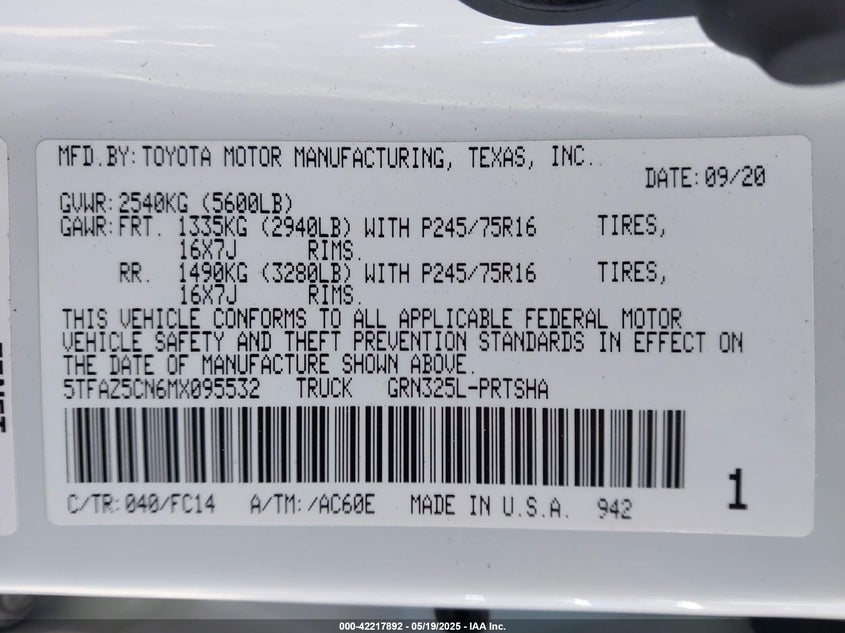 MFD.BY: TOYOTA MOTOR MANUFACTURING, TEXAS, INC.
DATE: 09/20
GVWR: 2540KG (5600LB)
GAWR: FRT. 1335KG (2940LB) WITH P245/75R16 TIRES,
16X7J RIMS.
RR. 1490KG (3280LB) WITH P245/75R16 TIRES,
16X7J RIMS.
THIS VEHICLE CONFORMS TO ALL APPLICABLE FEDERAL MOTOR
VEHICLE SAFETY AND THEFT PREVENTION STANDARDS IN EFFECT ON
THE DATE OF MANUFACTURE SHOWN ABOVE.
5TFAZ5CN6MX095532 TRUCK GRN325L-PRTSHA
C/TR: 040/FC14 A/TM: /AC60E MADE IN U.S.A. 942
1
000-42217892 - 05/19/2025 - IAA Inc.